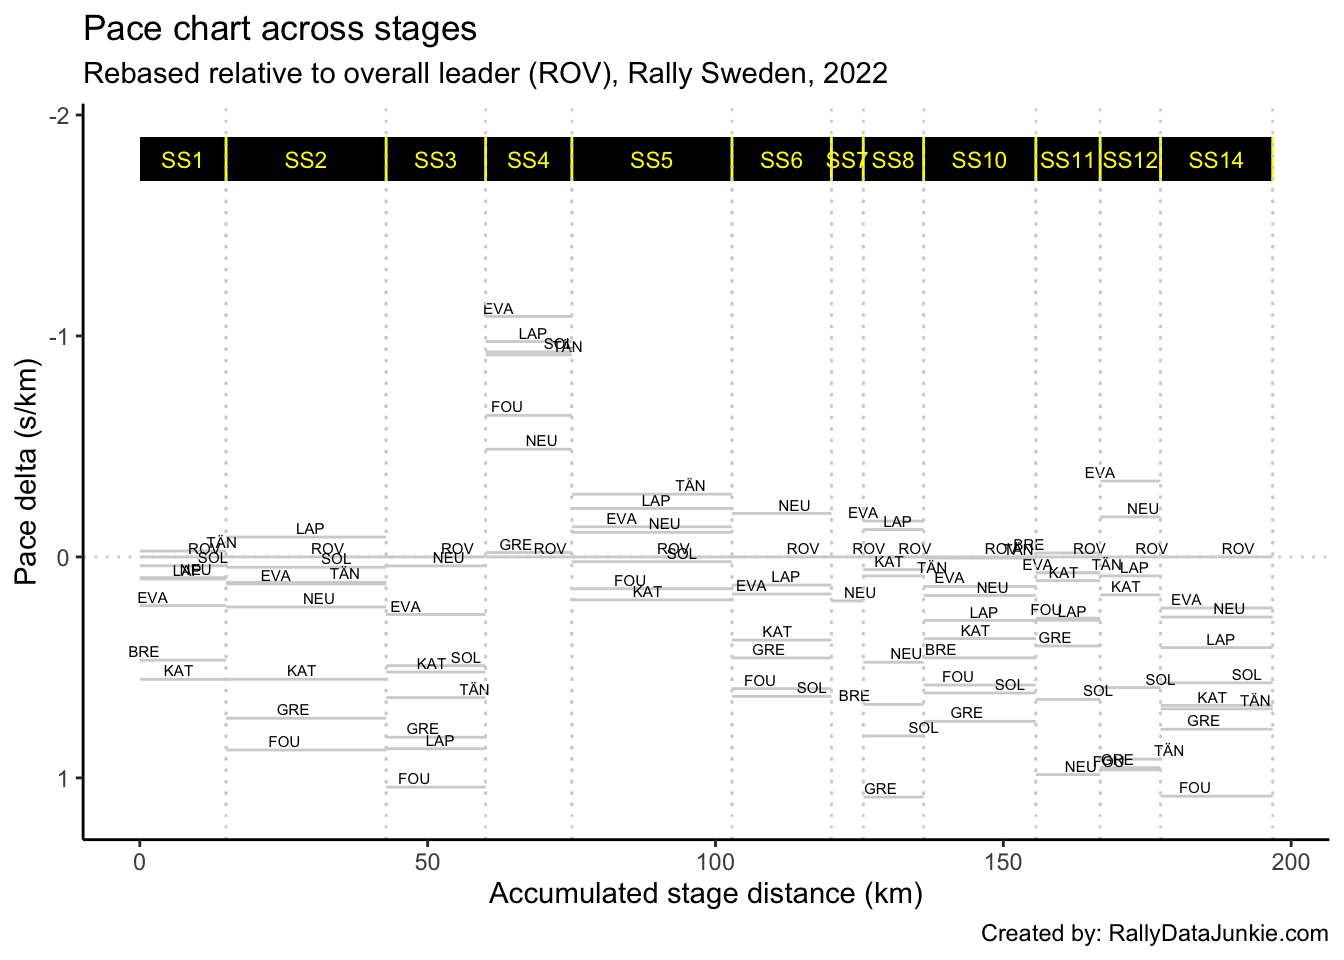 Pace chart across stages
Rebased relative to overall leader (ROV), Rally Sweden, 2022
-2
SS1 SS2 SS3 SS4 SS5 SS6 SS7 SS8 SS10 SS11 SS12 SS14
EVA
-1
LAP
SOL
TÄN
FOU
NEU
EVA
TÄN
LAP
NEU
NEU
EVA
EVA NEU
LAP
LAP
TÄN
GRE
BRE
0
ROV ROV ROV ROV ROV ROV ROV ROV ROV TÄN ROV ROV ROV
SOL SOL NEU SOL
LAP NEU EVA TÄN
KAT TÄN EVA KAT TÄN LAP
FOU LAP EVA
KAT EVA NEU NEU KAT
EVA NEU EVA EVA NEU
LAP FOU LAP
KAT KAT GRE LAP
BRE GRE NEU BRE
KAT KAT KAT SOL
FOU SOL FOU SOL SOL SOL
TÄN BRE SOL KAT TÄN
GRE GRE SOL GRE GRE
FOU LAP
TÄN
FOU GRE
NEU
FOU
GRE FOU
1
0 50 100 150 200
Pace delta (s/km)
Accumulated stage distance (km)
Created by: RallyDataJunkie.com